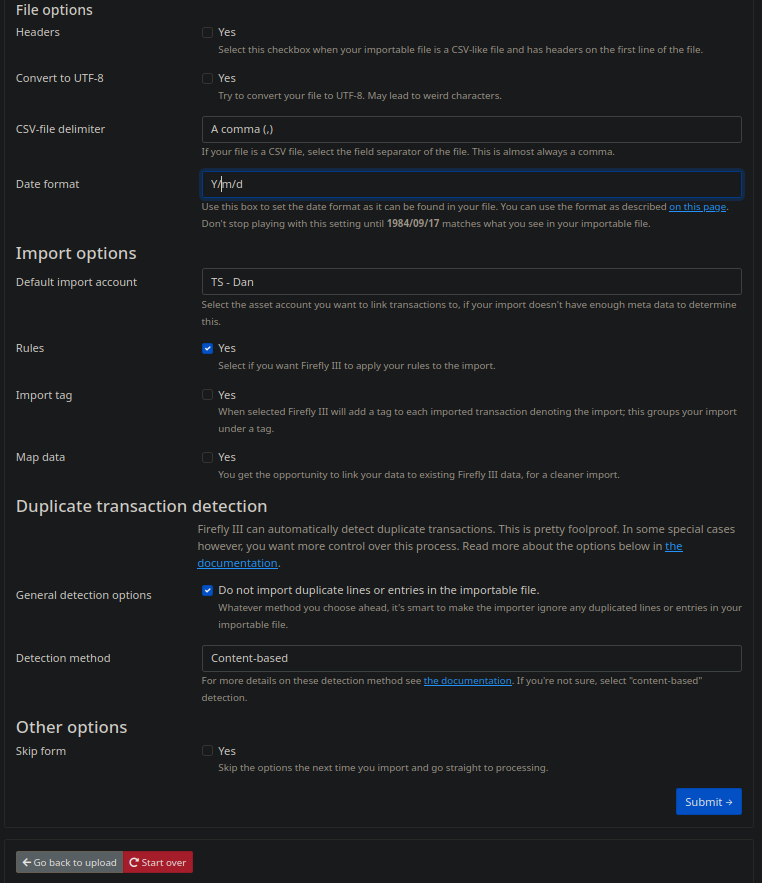 File options
Headers
Yes
Select this checkbox when your importable file is a CSV-like file and has headers on the first line of the file.
Convert to UTF-8
Yes
Try to convert your file to UTF-8. May lead to weird characters.
CSV-file delimiter
A comma (,)
If your file is a CSV file, select the field separator of the file. This is almost always a comma.
Date format
Y/m/d
Use this box to set the date format as it can be found in your file. You can use the format as described on this page.
Don't stop playing with this setting until 1984/09/17 matches what you see in your importable file.
Import options
Default import account
TS - Dan
Select the asset account you want to link transactions to, if your import doesn't have enough meta data to determine
this.
Rules
Yes
Select if you want Firefly III to apply your rules to the import.
Import tag
Yes
When selected Firefly III will add a tag to each imported transaction denoting the import; this groups your import
under a tag.
Map data
Yes
You get the opportunity to link your data to existing Firefly III data, for a cleaner import.
Duplicate transaction detection
Firefly III can automatically detect duplicate transactions. This is pretty foolproof. In some special cases
however, you want more control over this process. Read more about the options below in the
documentation.
General detection options
Do not import duplicate lines or entries in the importable file.
Whatever method you choose ahead, it's smart to make the importer ignore any duplicated lines or entries in your
importable file.
Detection method
Content-based
For more details on these detection method see the documentation. If you're not sure, select "content-based"
detection.
Other options
Skip form
Yes
Skip the options the next time you import and go straight to processing.
Submit →
← Go back to upload
Start over